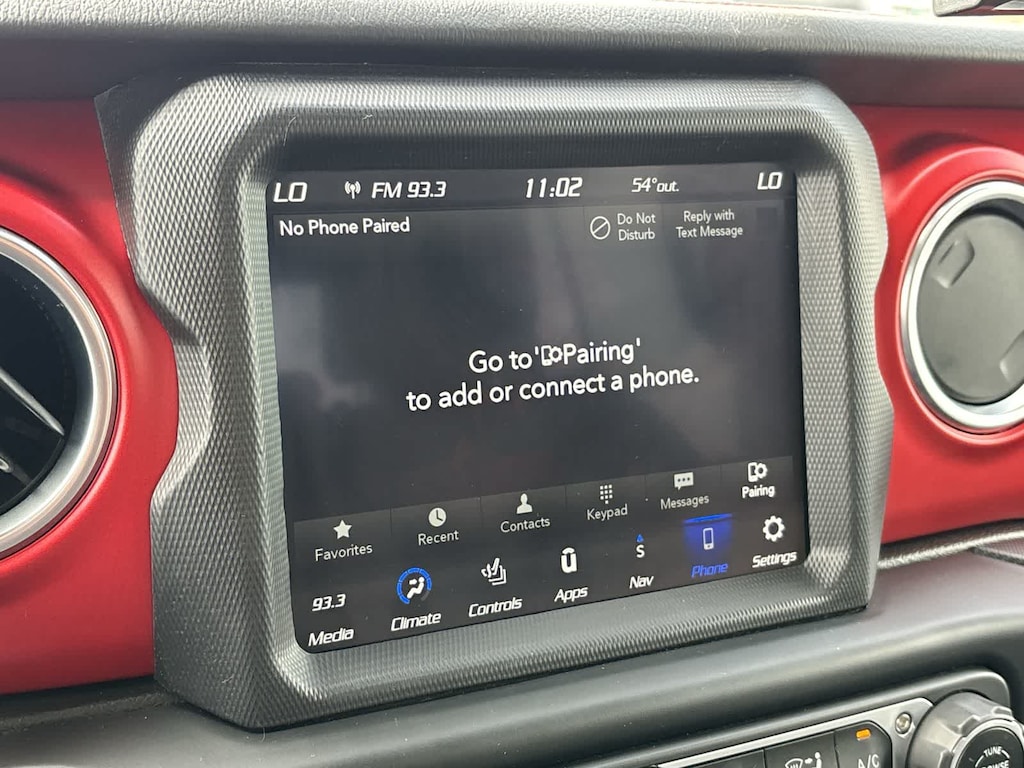 LO FM 93.3 11:02 54°out. LO
No Phone Paired
Do Not
Disturb
Reply with
Text Message
Go to 'Pairing'
to add or connect a phone.
Favorites Recent Contacts Keypad Messages Pairing
93.3
S
Media Climate Controls Apps Nav Phone Settings
A/C
TUNE
BROWSE